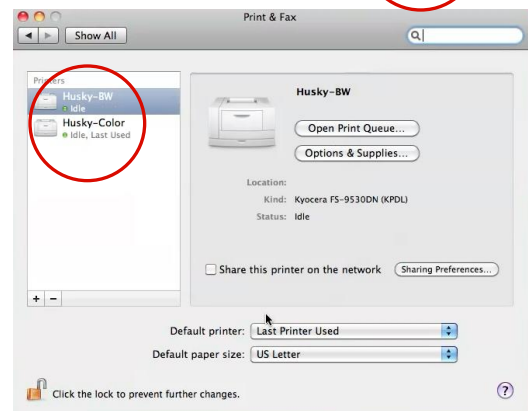 Print & Fax
Show All
Printers
Husky-BW
Idle
Husky-Color
Idle, Last Used
Husky-BW
Open Print Queue...
Options & Supplies...
Location:
Kind: Kyocera FS-9530DN (KPDL)
Status: Idle
Share this printer on the network Sharing Preferences...
+ −
Default printer: Last Printer Used
Default paper size: US Letter
Click the lock to prevent further changes. ?